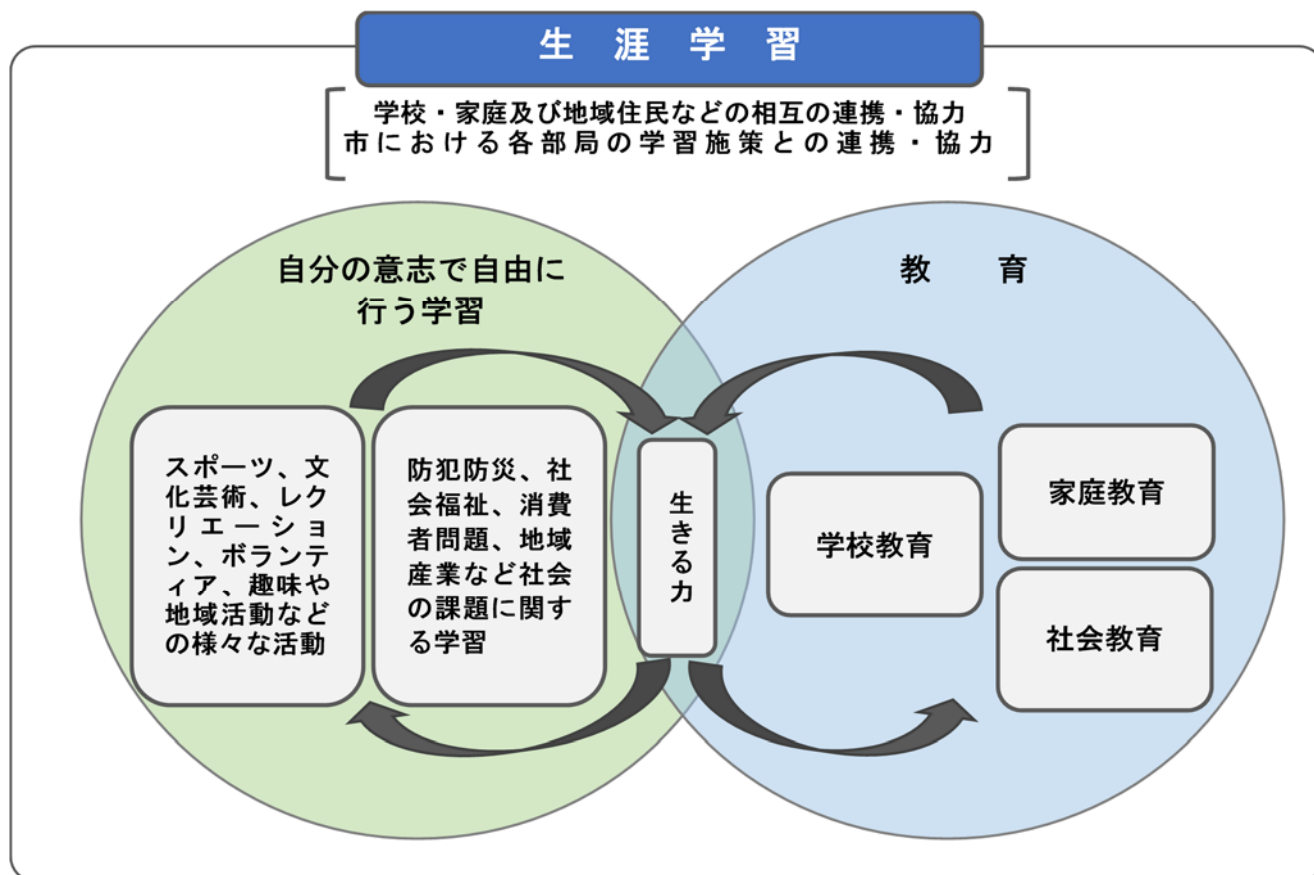 生涯学習
学校・家庭及び地域住民などの相互の連携・協力
市における各部局の学習施策との連携・協力
自分の意志で自由に
行う学習
スポーツ、文
化芸術、レク
リエーショ
ン、ボランテ
ィア、趣味や
地域活動など
の様々な活動
防犯防災、社
会福祉、消費
者問題、地域
産業など社会
の課題に関す
る学習
生きる力
教育
学校教育
家庭教育
社会教育